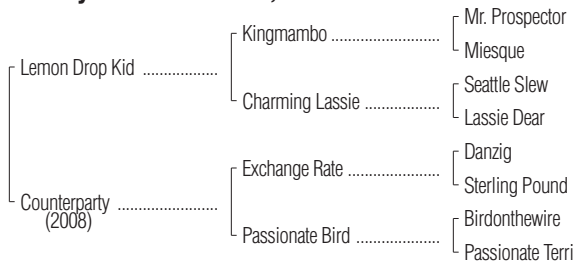 Kingmambo ..................... Mr. Prospector
Miesque
Lemon Drop Kid ..................
Charming Lassie .................. Seattle Slew
Lassie Dear
Exchange Rate ..................... Danzig
Sterling Pound
Counterparty ........................
(2008)
Passionate Bird .................... Birdonthewire
Passionate Terri